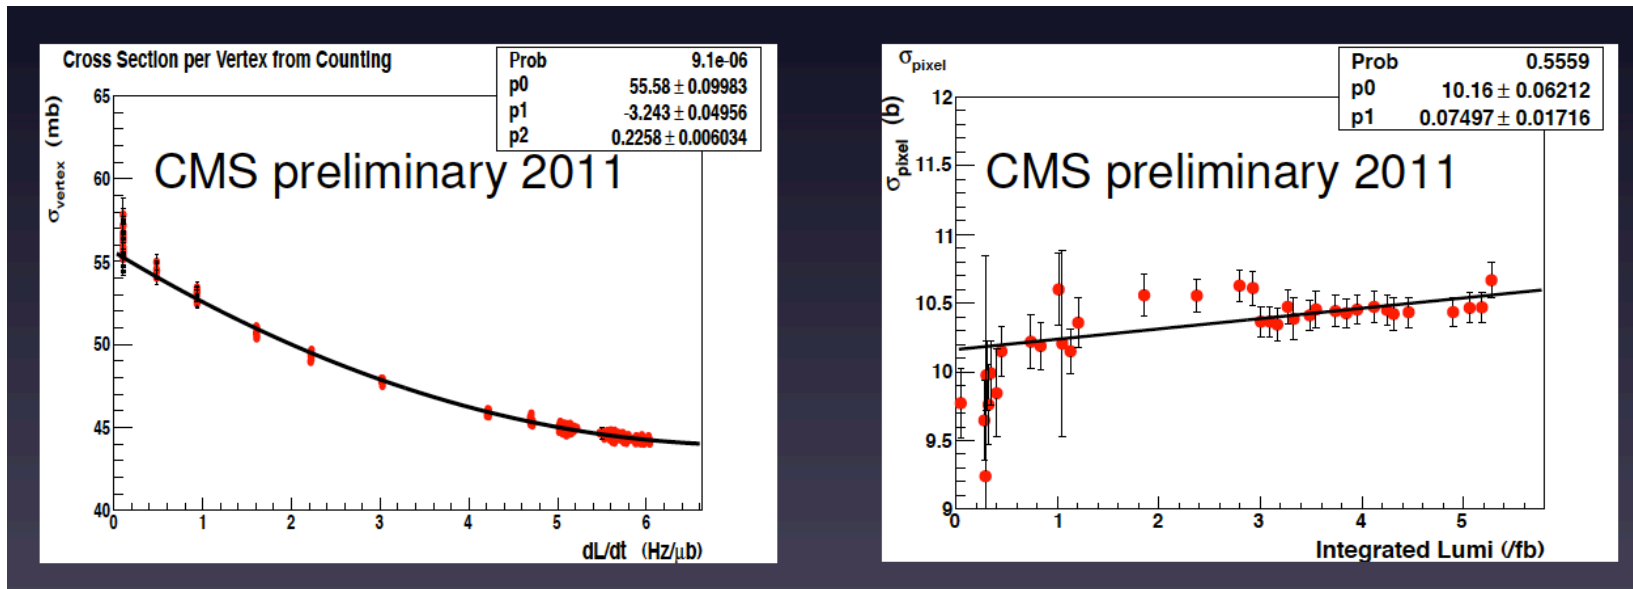 Cross Section per Vertex from Counting
Prob 9.1e-06
p0 55.58 ± 0.09983
p1 -3.243 ± 0.04956
p2 0.2258 ± 0.006034
CMS preliminary 2011
σvertex (mb)
65
60
55
50
45
40
0 1 2 3 4 5 6
dL/dt (Hz/μb)
σpixel
Prob 0.5559
p0 10.16 ± 0.06212
p1 0.07497 ± 0.01716
CMS preliminary 2011
σpixel (b)
12
11.5
11
10.5
10
9.5
9
0 1 2 3 4 5
Integrated Lumi (/fb)